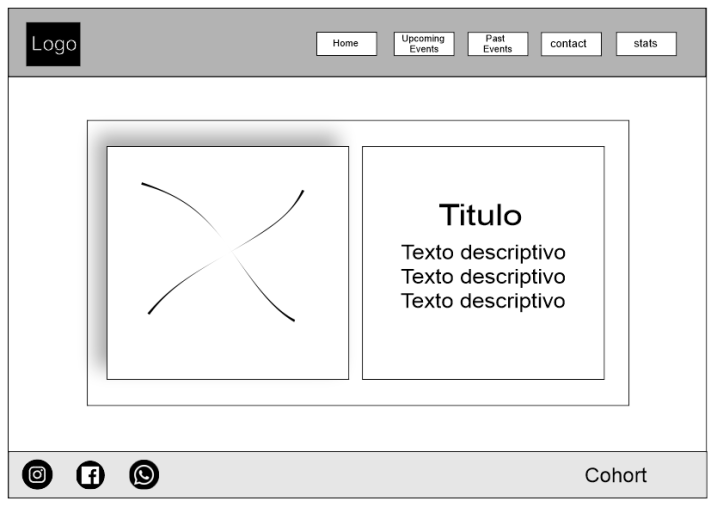 Logo
Home
Upcoming
Events
Past
Events
contact
stats
Titulo
Texto descriptivo
Texto descriptivo
Texto descriptivo
Cohort